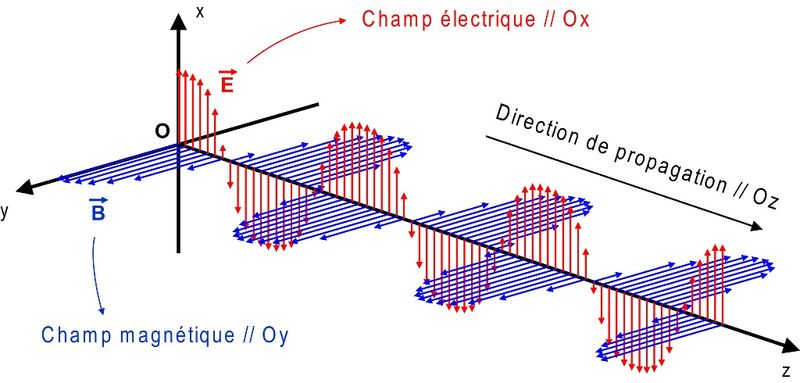 x
Champ électrique // Ox
E
O
Direction de propagation // Oz
y
B
Champ magnétique // Oy
z